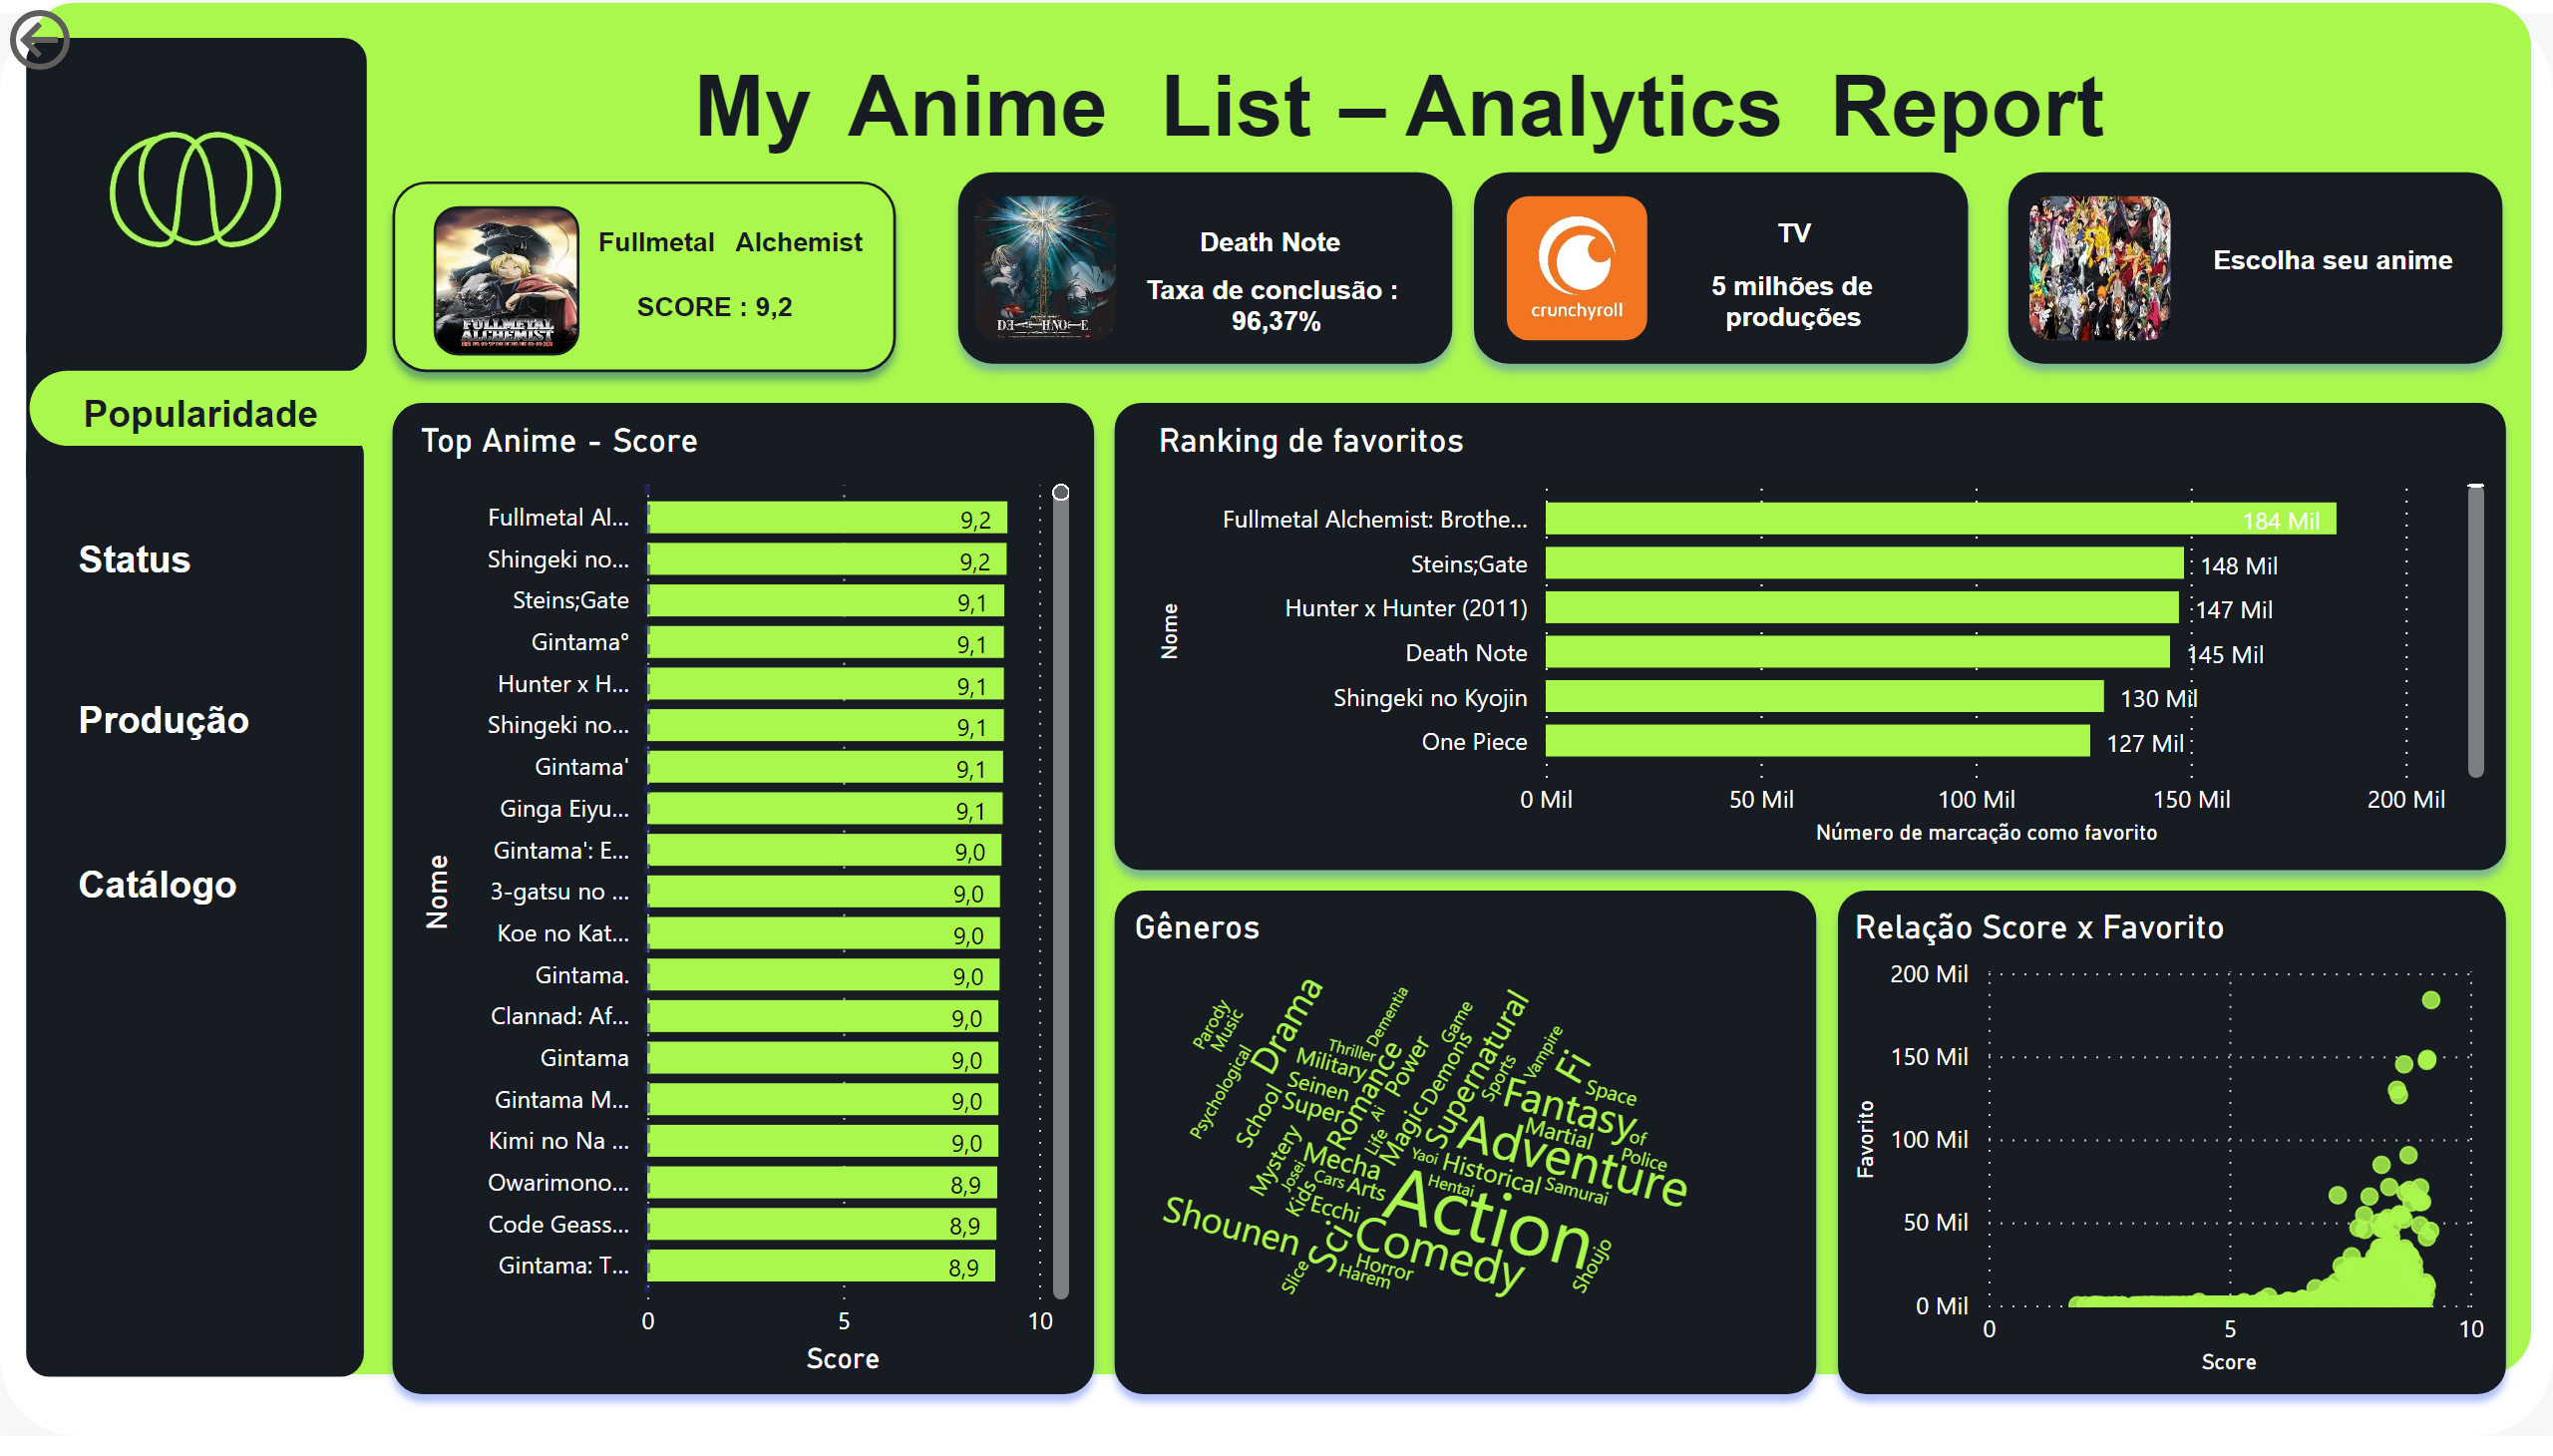 My Anime List – Analytics Report
Fullmetal Alchemist
SCORE : 9,2
FULLMETAL
ALCHEMIST
Death Note
Taxa de conclusão :
96,37%
crunchyroll
TV
5 milhões de
produções
Escolha seu anime
Popularidade
Status
Produção
Catálogo
Top Anime - Score
Nome
Fullmetal Al... 9,2
Shingeki no... 9,2
Steins;Gate 9,1
Gintama° 9,1
Hunter x H... 9,1
Shingeki no... 9,1
Gintama' 9,1
Ginga Eiyu... 9,1
Gintama': E... 9,0
3-gatsu no ... 9,0
Koe no Kat... 9,0
Gintama. 9,0
Clannad: Af... 9,0
Gintama 9,0
Gintama M... 9,0
Kimi no Na ... 9,0
Owarimono... 8,9
Code Geass... 8,9
Gintama: T... 8,9
0 5 10
Score
Ranking de favoritos
Nome
Fullmetal Alchemist: Brothe... 184 Mil
Steins;Gate 148 Mil
Hunter x Hunter (2011) 147 Mil
Death Note 145 Mil
Shingeki no Kyojin 130 Mil
One Piece 127 Mil
0 Mil 50 Mil 100 Mil 150 Mil 200 Mil
Número de marcação como favorito
Gêneros
Parody
Music
Psychological
Drama
Dementia
Thriller
Military
Seinen
Super
School
Romance
Power
Game
Demons
Supernatural
Sports
Vampire
Fi
Space
Fantasy
of
Martial
Police
Adventure
Ai
Life
Magic
Yaoi
Historical
Samurai
Hentai
Mystery
Mecha
Josei
Cars
Arts
Kids
Ecchi
Action
Shounen
Sci
Comedy
Slice
Horror
Harem
Shoujo
Relação Score x Favorito
Favorito
200 Mil
150 Mil
100 Mil
50 Mil
0 Mil
0 5 10
Score